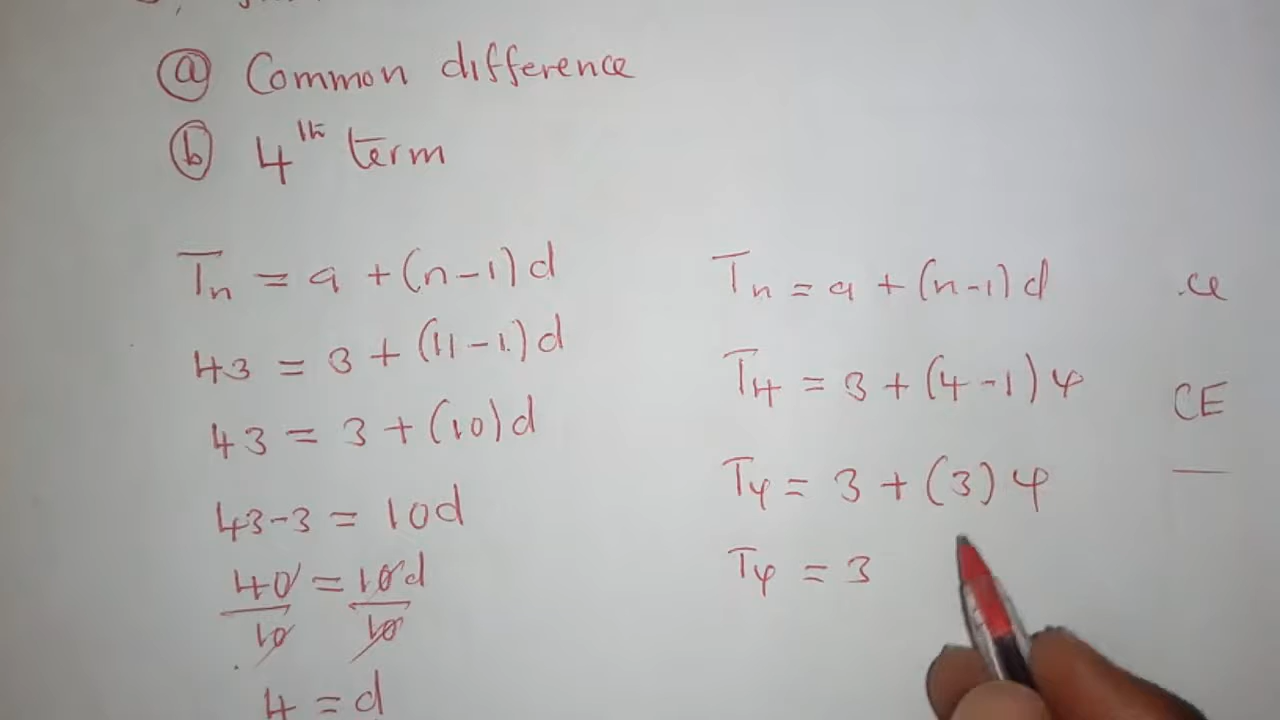 ⓐ Common difference
ⓑ 4th term
Tn = a + (n-1)d
43 = 3 + (11-1)d
43 = 3 + (10)d
43-3 = 10d
40 = 10d
10 10
4 = d
Tn = a + (n-1)d
T4 = 3 + (4-1)4
T4 = 3 + (3)4
T4 = 3
CE